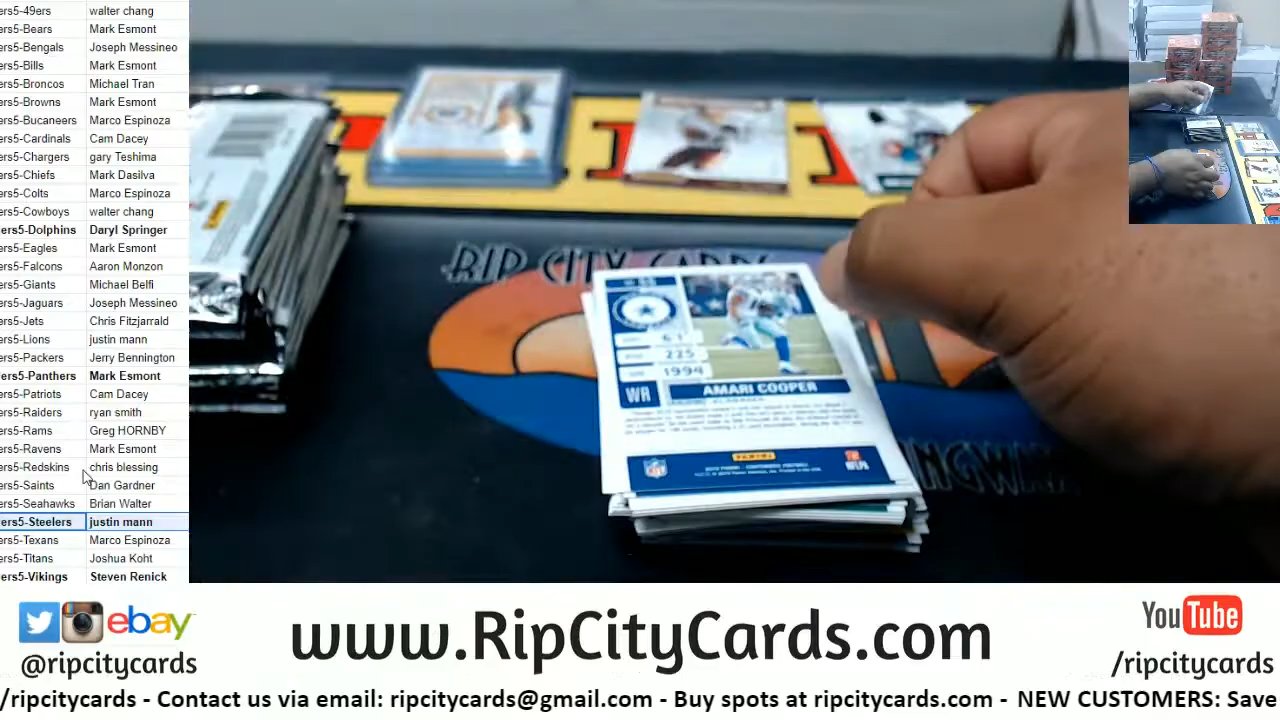 ers5-49ers walter chang
ers5-Bears Mark Esmont
ers5-Bengals Joseph Messineo
ers5-Bills Mark Esmont
ers5-Broncos Michael Tran
ers5-Browns Mark Esmont
ers5-Bucaneers Marco Espinoza
ers5-Cardinals Cam Dacey
ers5-Chargers gary Teshima
ers5-Chiefs Mark Dasilva
ers5-Colts Marco Espinoza
ers5-Cowboys walter chang
ers5-Dolphins Daryl Springer
ers5-Eagles Mark Esmont
ers5-Falcons Aaron Monzon
ers5-Giants Michael Belfi
ers5-Jaguars Joseph Messineo
ers5-Jets Chris Fitzjarrald
ers5-Lions justin mann
ers5-Packers Jerry Bennington
ers5-Panthers Mark Esmont
ers5-Patriots Cam Dacey
ers5-Raiders ryan smith
ers5-Rams Greg HORNBY
ers5-Ravens Mark Esmont
ers5-Redskins chris blessing
ers5-Saints Dan Gardner
ers5-Seahawks Brian Walter
ers5-Steelers justin mann
ers5-Texans Marco Espinoza
ers5-Titans Joshua Koht
ers5-Vikings Steven Renick
RIP CITY CARDS
225
1994
WR AMARI COOPER
PANINI
NFL
NFLPA
ebay
@ripcitycards
www.RipCityCards.com
YouTube
/ripcitycards
/ripcitycards - Contact us via email: ripcitycards@gmail.com - Buy spots at ripcitycards.com - NEW CUSTOMERS: Save